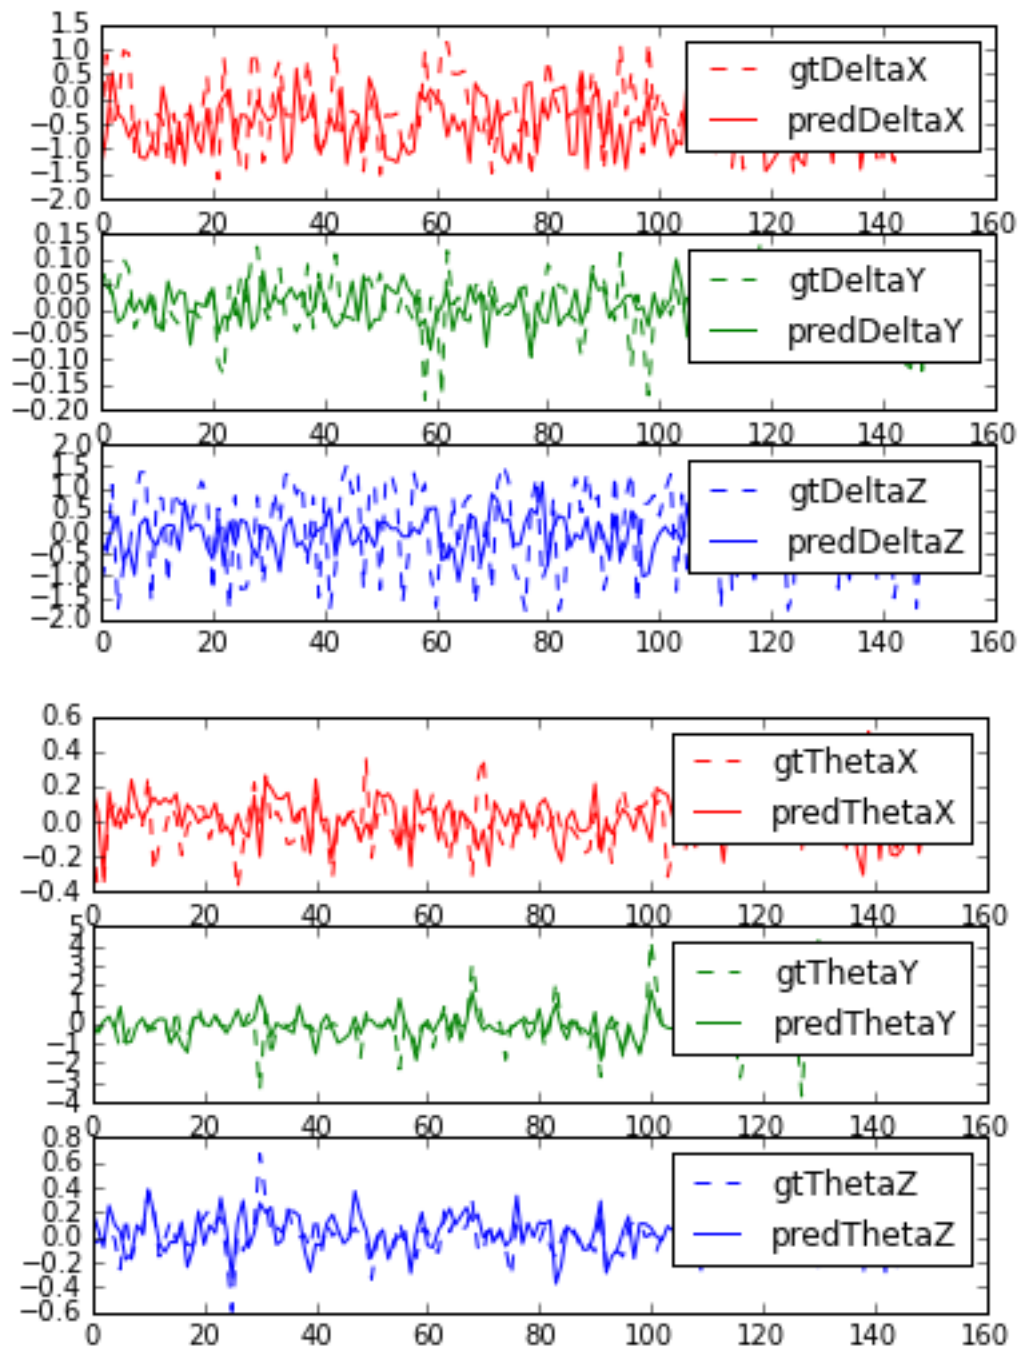 1.5
1.0
0.5
0.0
−0.5
−1.0
−1.5
−2.0
gtDeltaX
predDeltaX
0 20 40 60 80 100 120 140 160
0.15
0.10
0.05
0.00
−0.05
−0.10
−0.15
−0.20
gtDeltaY
predDeltaY
0 20 40 60 80 100 120 140 160
2.0
1.5
1.0
0.5
0.0
−0.5
−1.0
−1.5
−2.0
gtDeltaZ
predDeltaZ
0 20 40 60 80 100 120 140 160
0.6
0.4
0.2
0.0
−0.2
−0.4
gtThetaX
predThetaX
0 20 40 60 80 100 120 140 160
5
4
3
2
1
0
−1
−2
−3
−4
gtThetaY
predThetaY
0 20 40 60 80 100 120 140 160
0.8
0.6
0.4
0.2
0.0
−0.2
−0.4
−0.6
gtThetaZ
predThetaZ
0 20 40 60 80 100 120 140 160